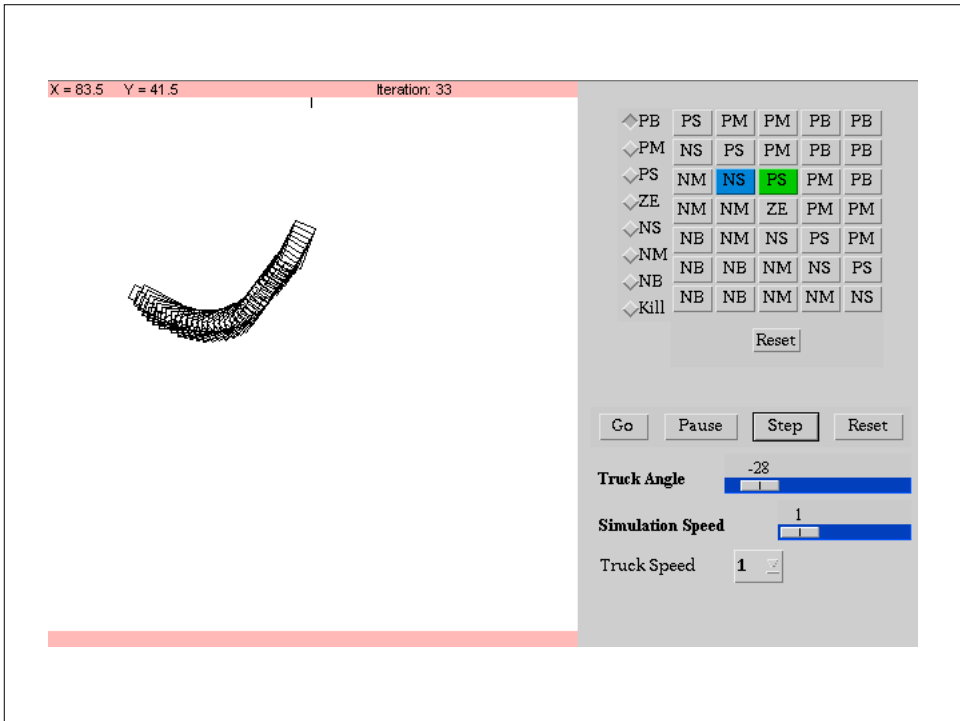 X = 83.5 Y = 41.5 Iteration: 33
PB PS PM PM PB PB
PM NS PS PM PB PB
PS NM NS PS PM PB
ZE NM NM ZE PM PM
NS NB NM NS PS PM
NM NB NB NM NS PS
NB NB NB NM NM NS
Kill
Reset
Go Pause Step Reset
-28
Truck Angle
1
Simulation Speed
Truck Speed 1